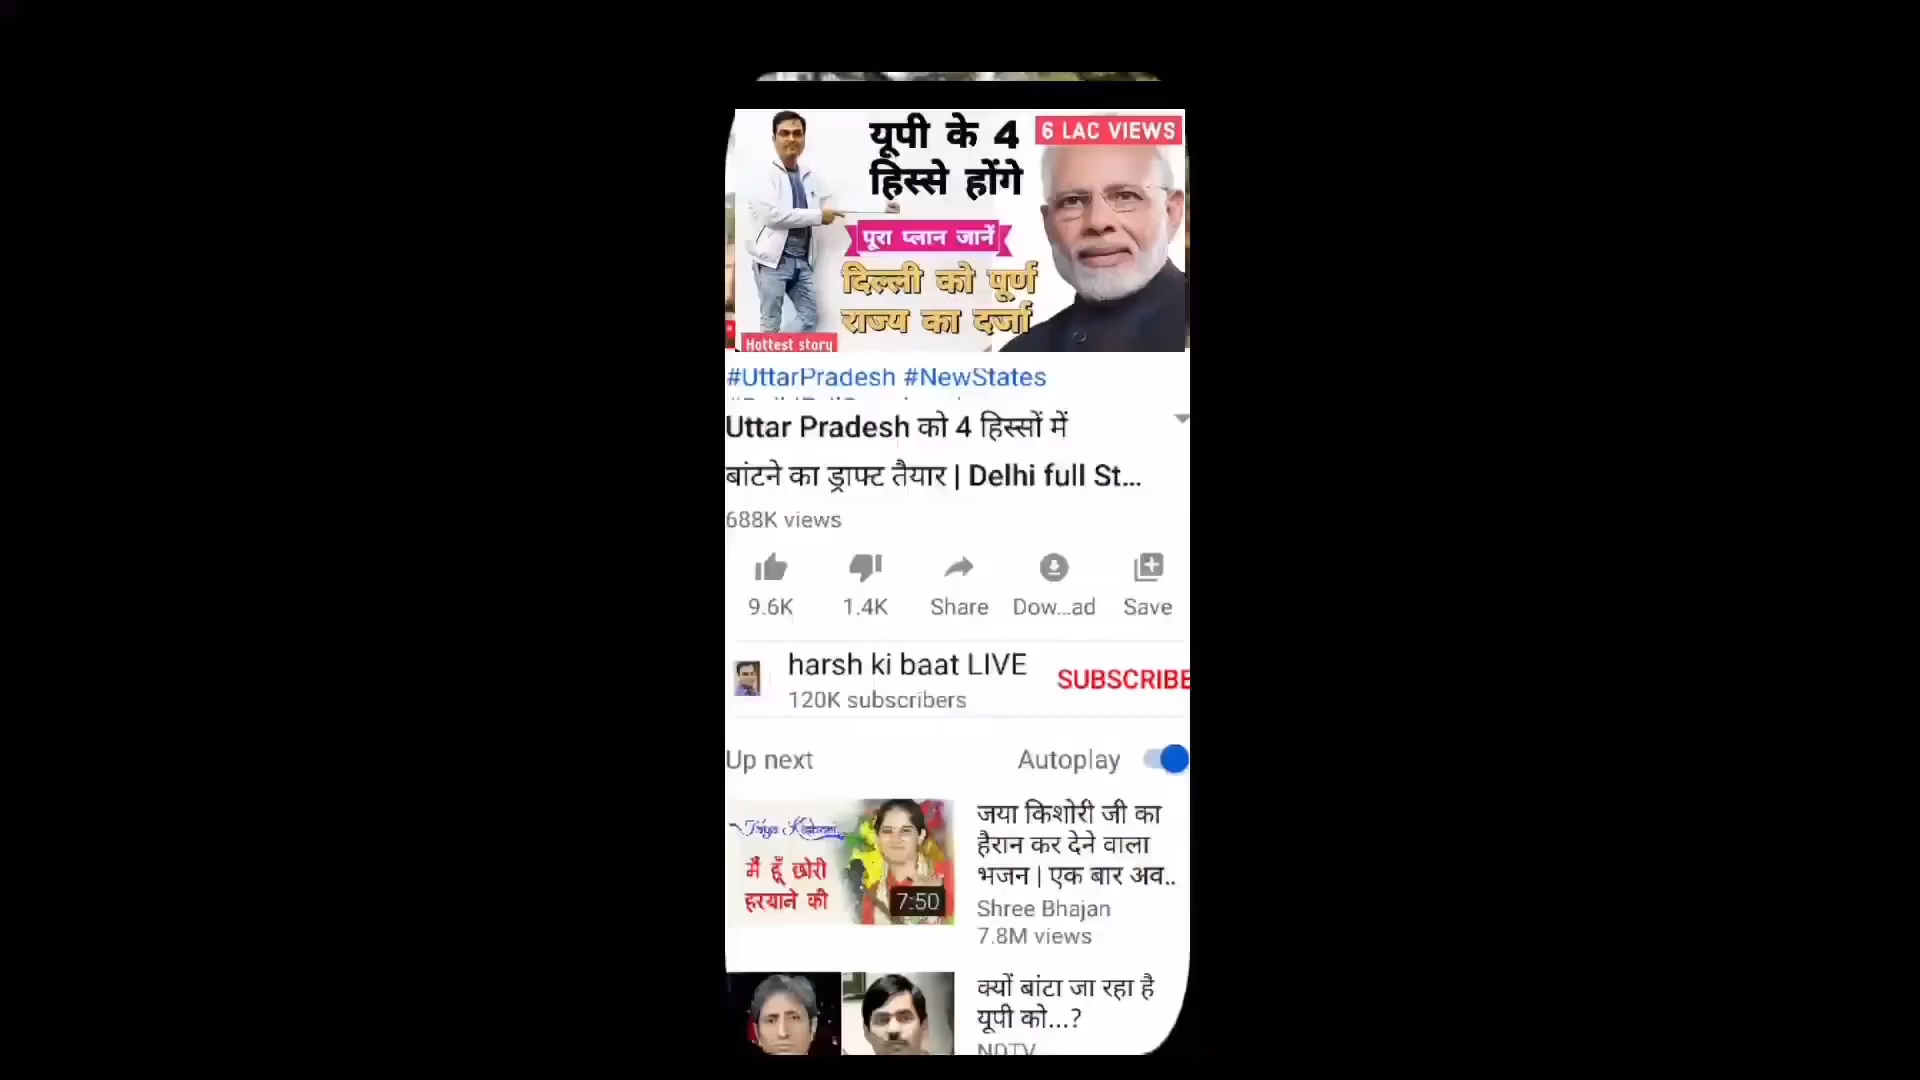 यूपी के 4
हिस्से होंगे
6 LAC VIEWS
पूरा प्लान जानें
दिल्ली को पूर्ण
राज्य का दर्जा
Hottest story
#UttarPradesh #NewStates
Uttar Pradesh को 4 हिस्सों में
बांटने का ड्राफ्ट तैयार | Delhi full St...
688K views
9.6K 1.4K Share Dow...ad Save
harsh ki baat LIVE
120K subscribers
SUBSCRIBE
Up next Autoplay
मैं हूँ छोरी
हरयाने की
7:50
जया किशोरी जी का
हैरान कर देने वाला
भजन | एक बार अव..
Shree Bhajan
7.8M views
क्यों बांटा जा रहा है
यूपी को...?
NDTV